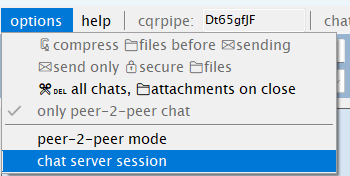 options help cqrpipe: Dt65gfJF chat
compress files before sending
send only secure files
DEL all chats, attachments on close
only peer-2-peer chat
peer-2-peer mode
chat server session